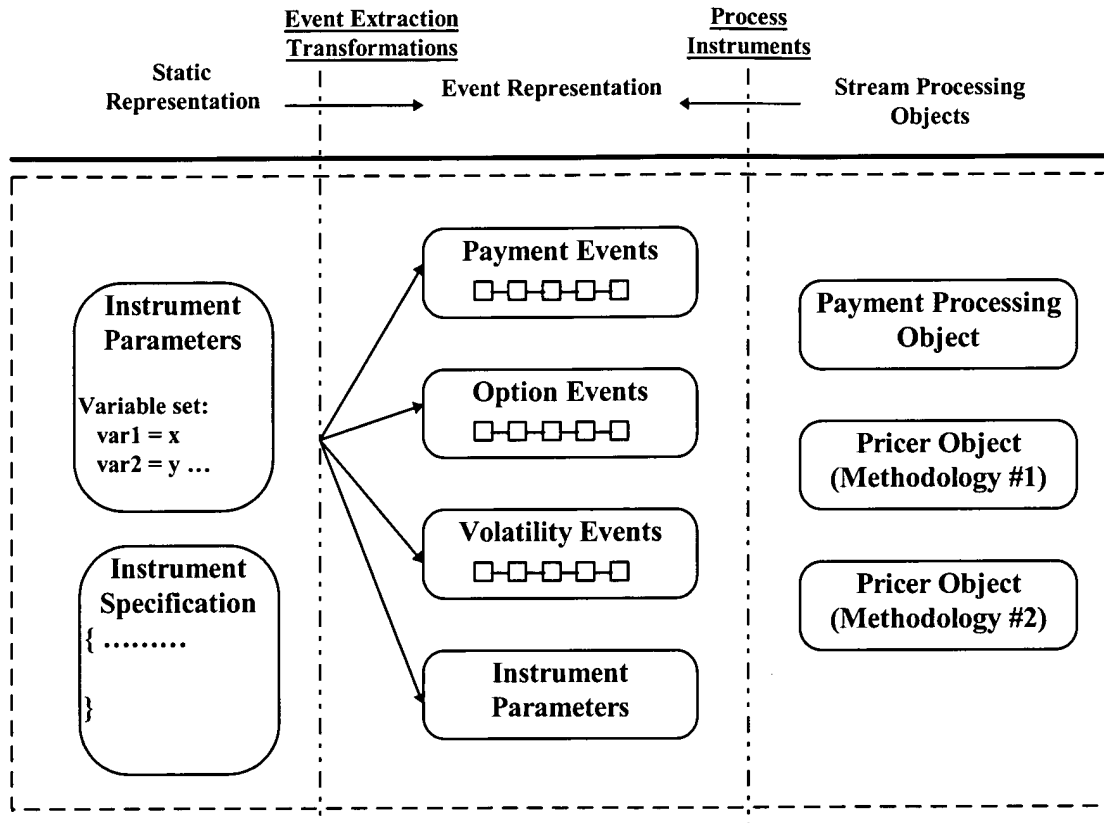 Event Extraction
Transformations
Process
Instruments
Static
Representation
Event Representation
Stream Processing
Objects
Instrument
Parameters
Variable set:
var1 = x
var2 = y ...
Instrument
Specification
{ .........
}
Payment Events
Option Events
Volatility Events
Instrument
Parameters
Payment Processing
Object
Pricer Object
(Methodology #1)
Pricer Object
(Methodology #2)